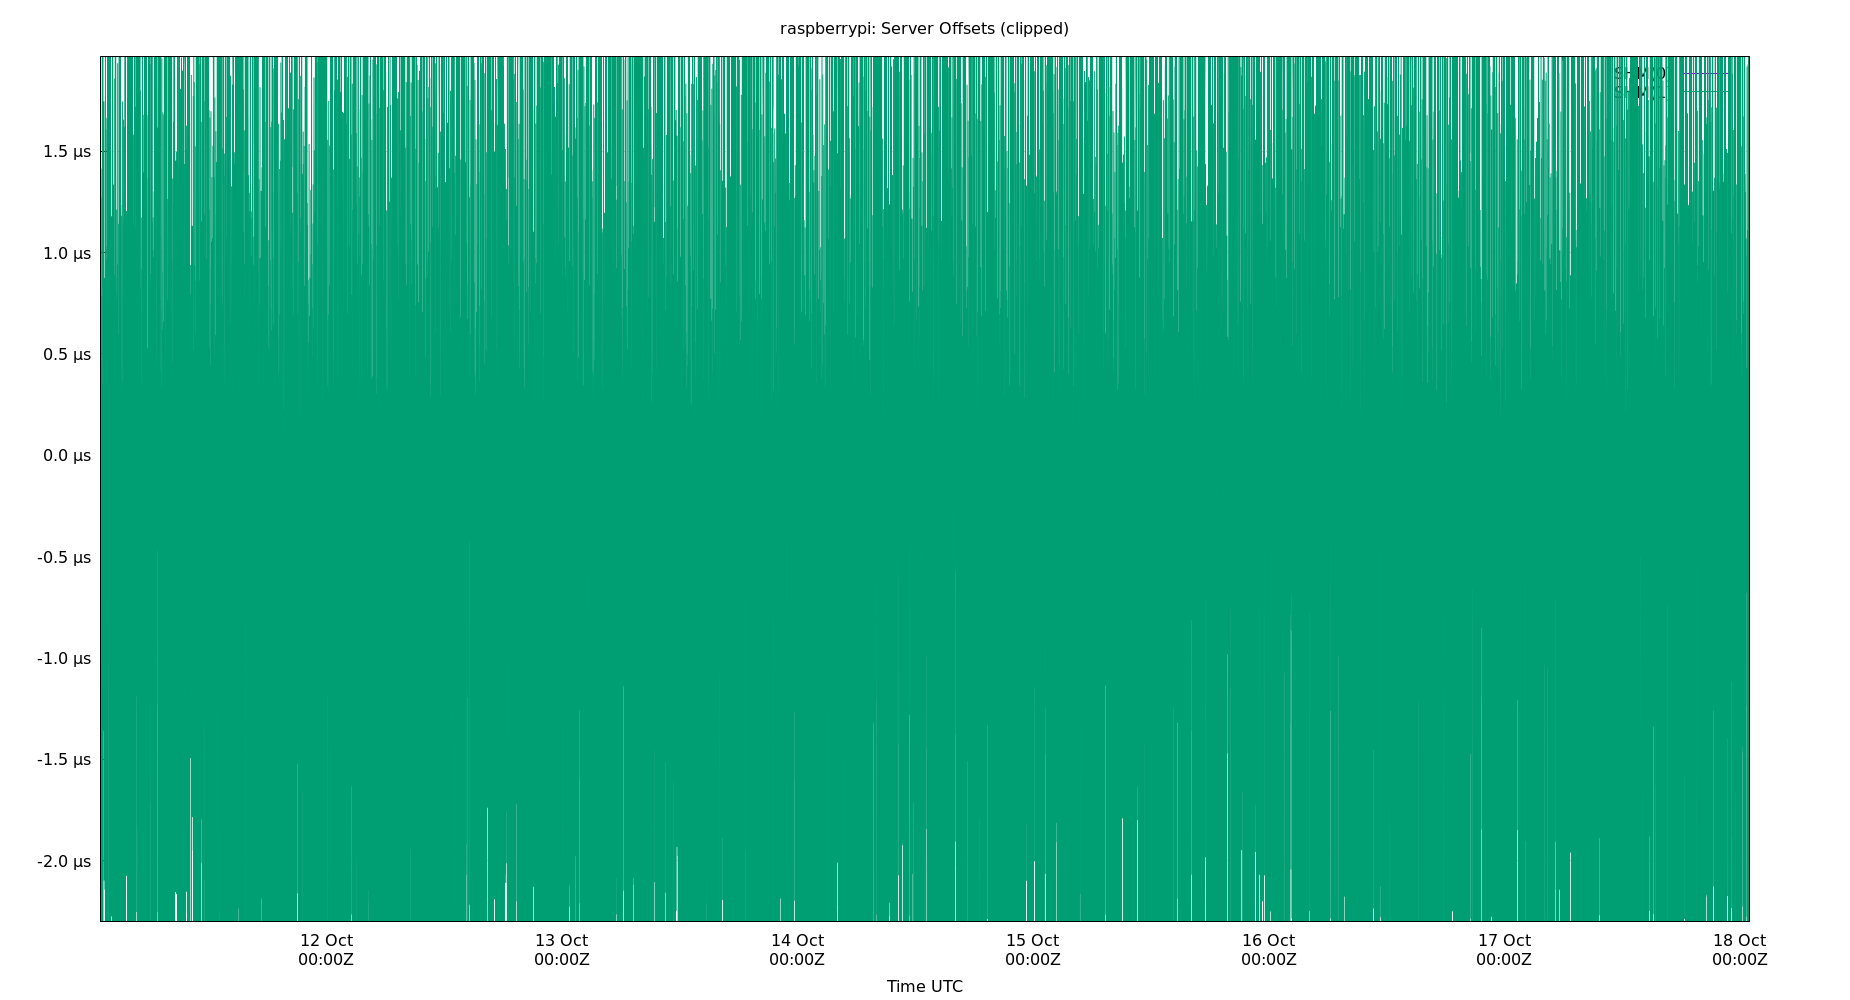 raspberrypi: Server Offsets (clipped)
1.5 µs
1.0 µs
0.5 µs
0.0 µs
-0.5 µs
-1.0 µs
-1.5 µs
-2.0 µs
12 Oct
00:00Z
13 Oct
00:00Z
14 Oct
00:00Z
15 Oct
00:00Z
16 Oct
00:00Z
17 Oct
00:00Z
18 Oct
00:00Z
Time UTC